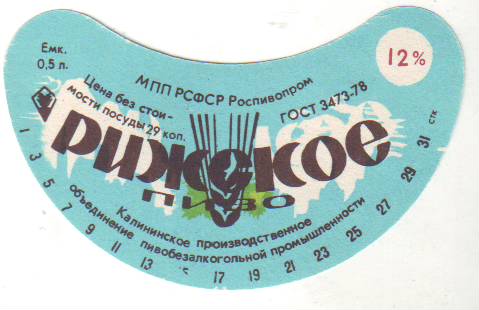 Емк.
0,5 л.
МПП РСФСР Роспивопром
12%
Цена без стои-
мости посуды 29 коп.
ГОСТ 3473-78
Рижское
пиво
Калининское производственное
объединение пивобезалкогольной промышленности
1 3 5 7 9 11 13 15 17 19 21 23 25 27 29 31 стк